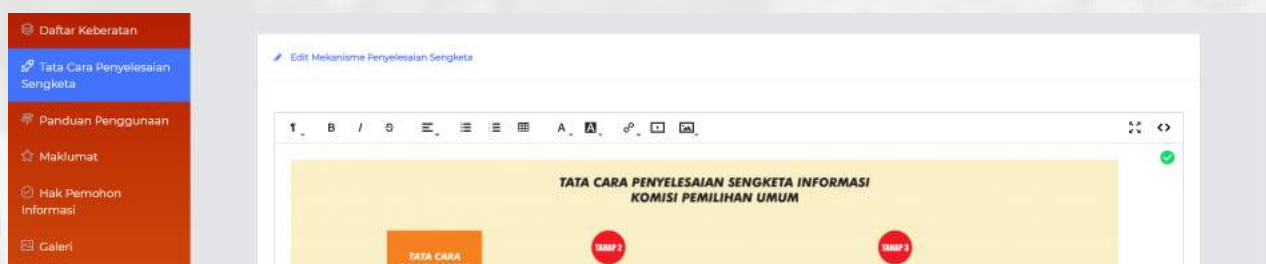 Daftar Keberatan
Tata Cara Penyelesaian
Sengketa
Panduan Penggunaan
Maklumat
Hak Pemohon
Informasi
Galeri
Edit Mekanisme Penyelesaian Sengketa
B I S A A
TATA CARA PENYELESAIAN SENGKETA INFORMASI
KOMISI PEMILIHAN UMUM
TATA CARA
TAHAP 2
TAHAP 3